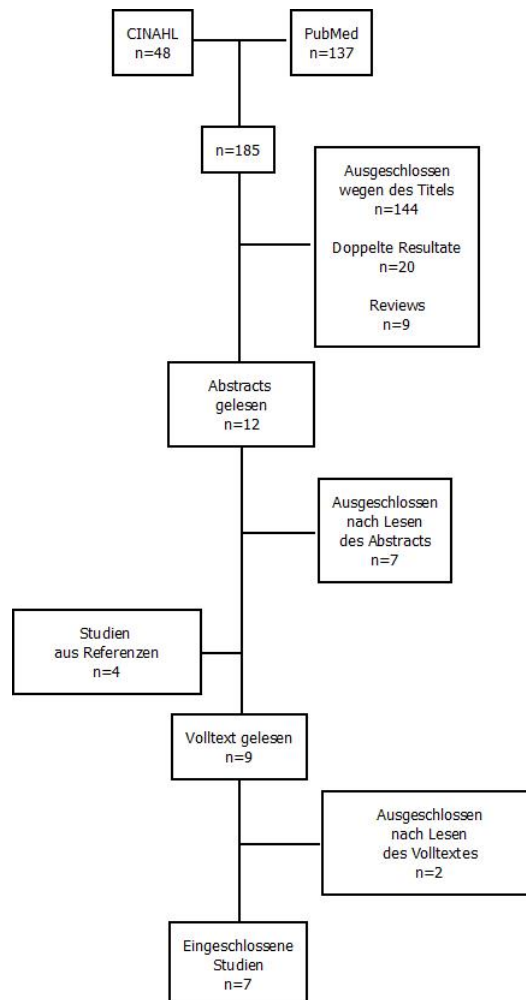 CINAHL
n=48
PubMed
n=137
n=185
Ausgeschlossen
wegen des Titels
n=144
Doppelte Resultate
n=20
Reviews
n=9
Abstracts
gelesen
n=12
Ausgeschlossen
nach Lesen
des Abstracts
n=7
Studien
aus Referenzen
n=4
Volltext gelesen
n=9
Ausgeschlossen
nach Lesen
des Volltextes
n=2
Eingeschlossene
Studien
n=7